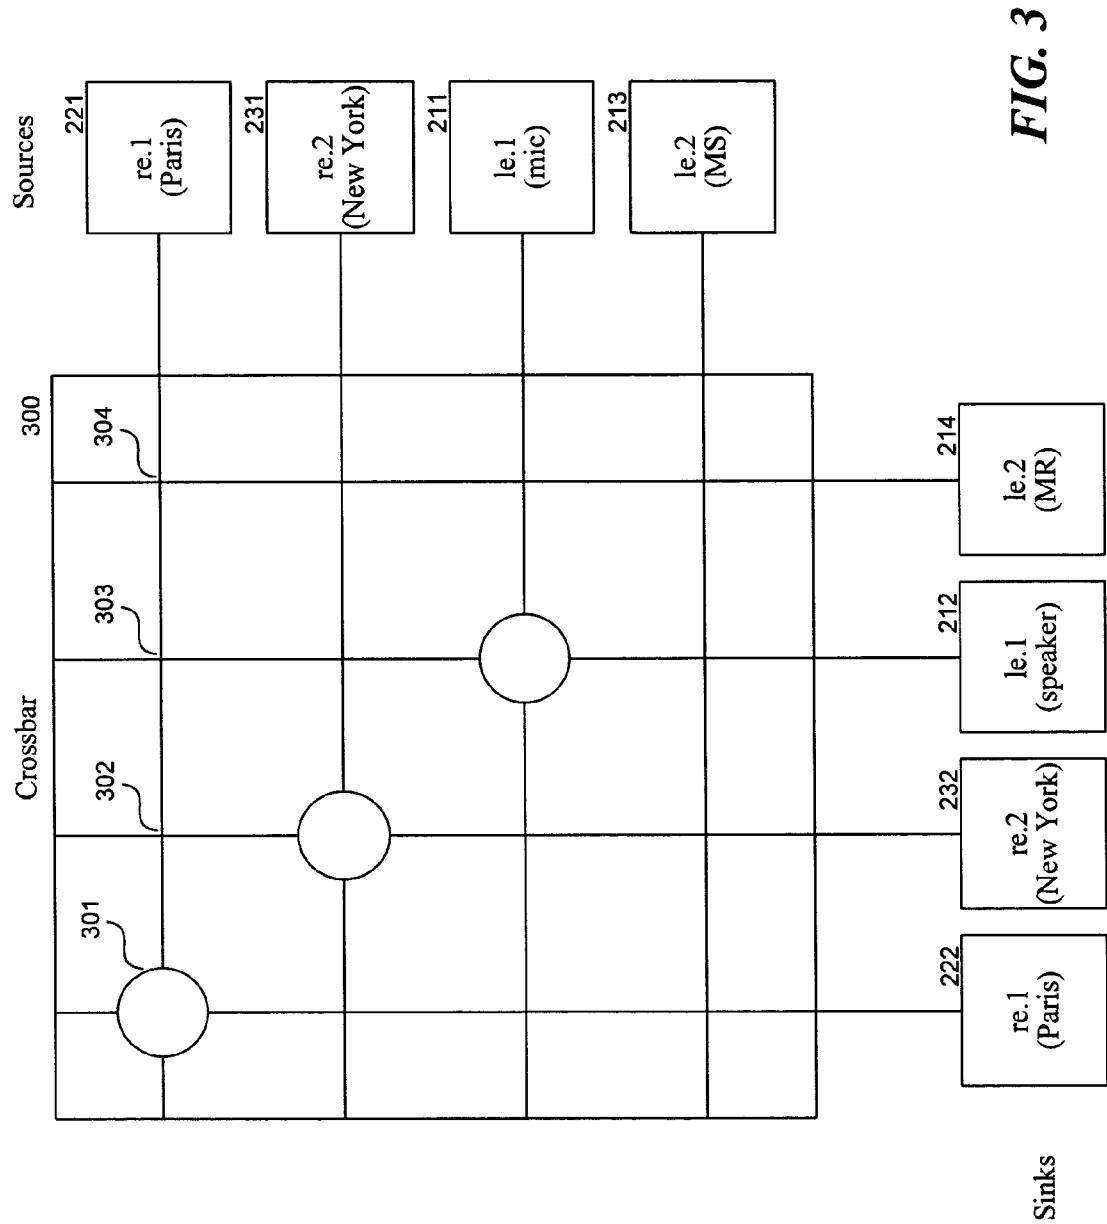 Sources
221
re.1
(Paris)
231
re.2
(New York)
211
le.1
(mic)
213
le.2
(MS)
Crossbar
300
301
302
303
304
Sinks
222
re.1
(Paris)
232
re.2
(New York)
212
le.1
(speaker)
214
le.2
(MR)
FIG. 3